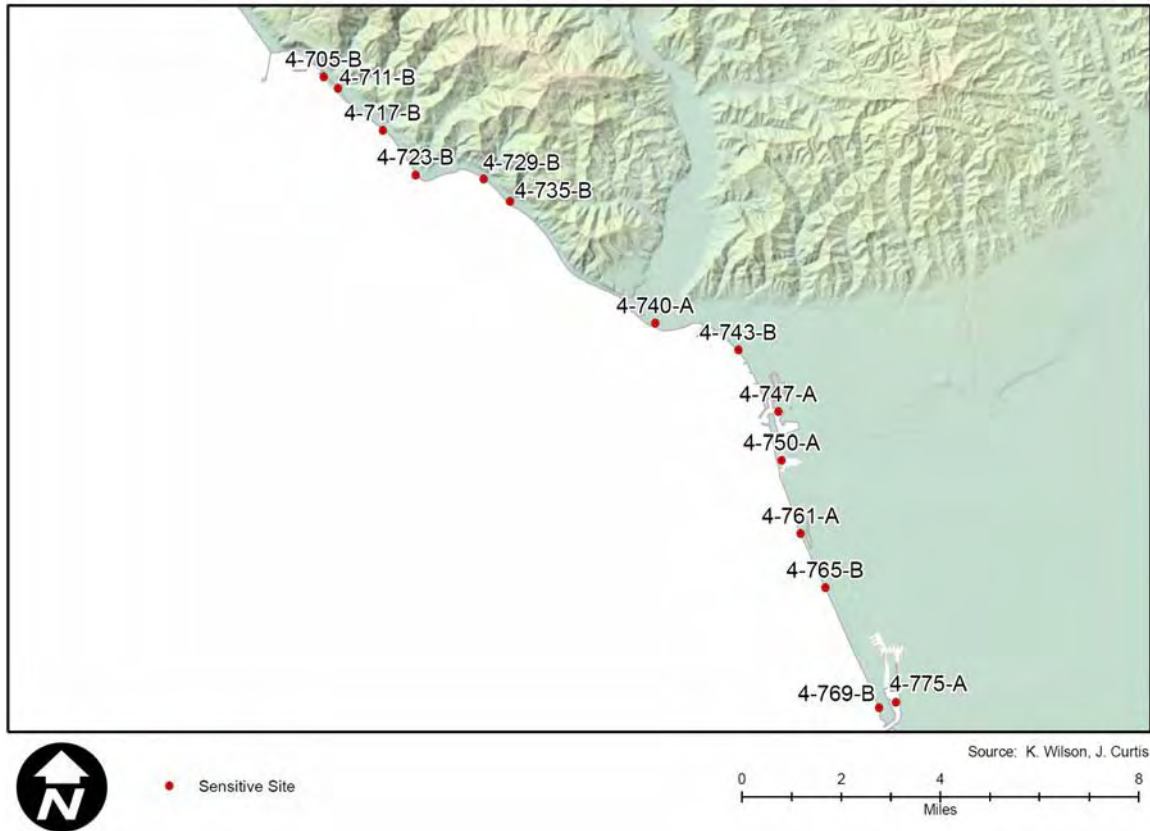 4-705-B
4-711-B
4-717-B
4-723-B
4-729-B
4-735-B
4-740-A
4-743-B
4-747-A
4-750-A
4-761-A
4-765-B
4-769-B
4-775-A
Source: K. Wilson, J. Curtis
N
Sensitive Site
0 2 4 8
Miles